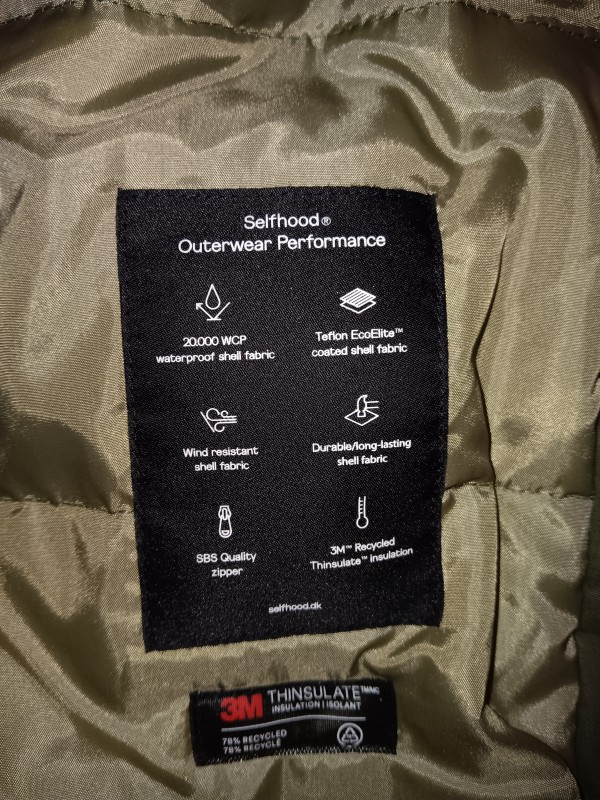 Selfhood®
Outerwear Performance
20.000 WCP
waterproof shell fabric
Teflon EcoElite™
coated shell fabric
Wind resistant
shell fabric
Durable/long-lasting
shell fabric
SBS Quality
zipper
3M™ Recycled
Thinsulate™ insulation
selfhood.dk
3M THINSULATE™/MC
INSULATION | ISOLANT
78% RECYCLED
78% RECYCLÉ